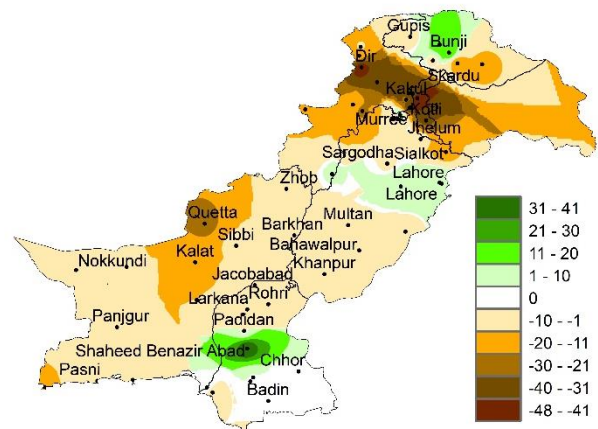 Gupis
Bunji
Dir
Skardu
Kakul
Kotli
Murree
Jhelum
Sargodha
Sialkot
Zhob
Lahore
Lahore
Quetta
Multan
Barkhan
Sibbi
Bahawalpur
Kalat
Nokkundi
Khanpur
Jacobabad
Larkana
Rohri
Panjgur
Padidan
Shaheed Benazir Abad
Chhor
Pasni
Badin
31 - 41
21 - 30
11 - 20
1 - 10
0
-10 - -1
-20 - -11
-30 - -21
-40 - -31
-48 - -41